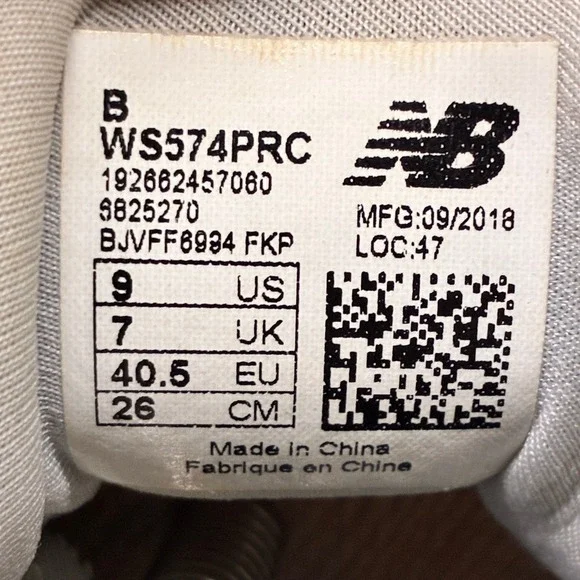 B
WS574PRC
192662457060
6825270
BJVFF6994 FKP
NB
MFG:09/2018
LOC:47
9 US
7 UK
40.5 EU
26 CM
Made in China
Fabrique en Chine